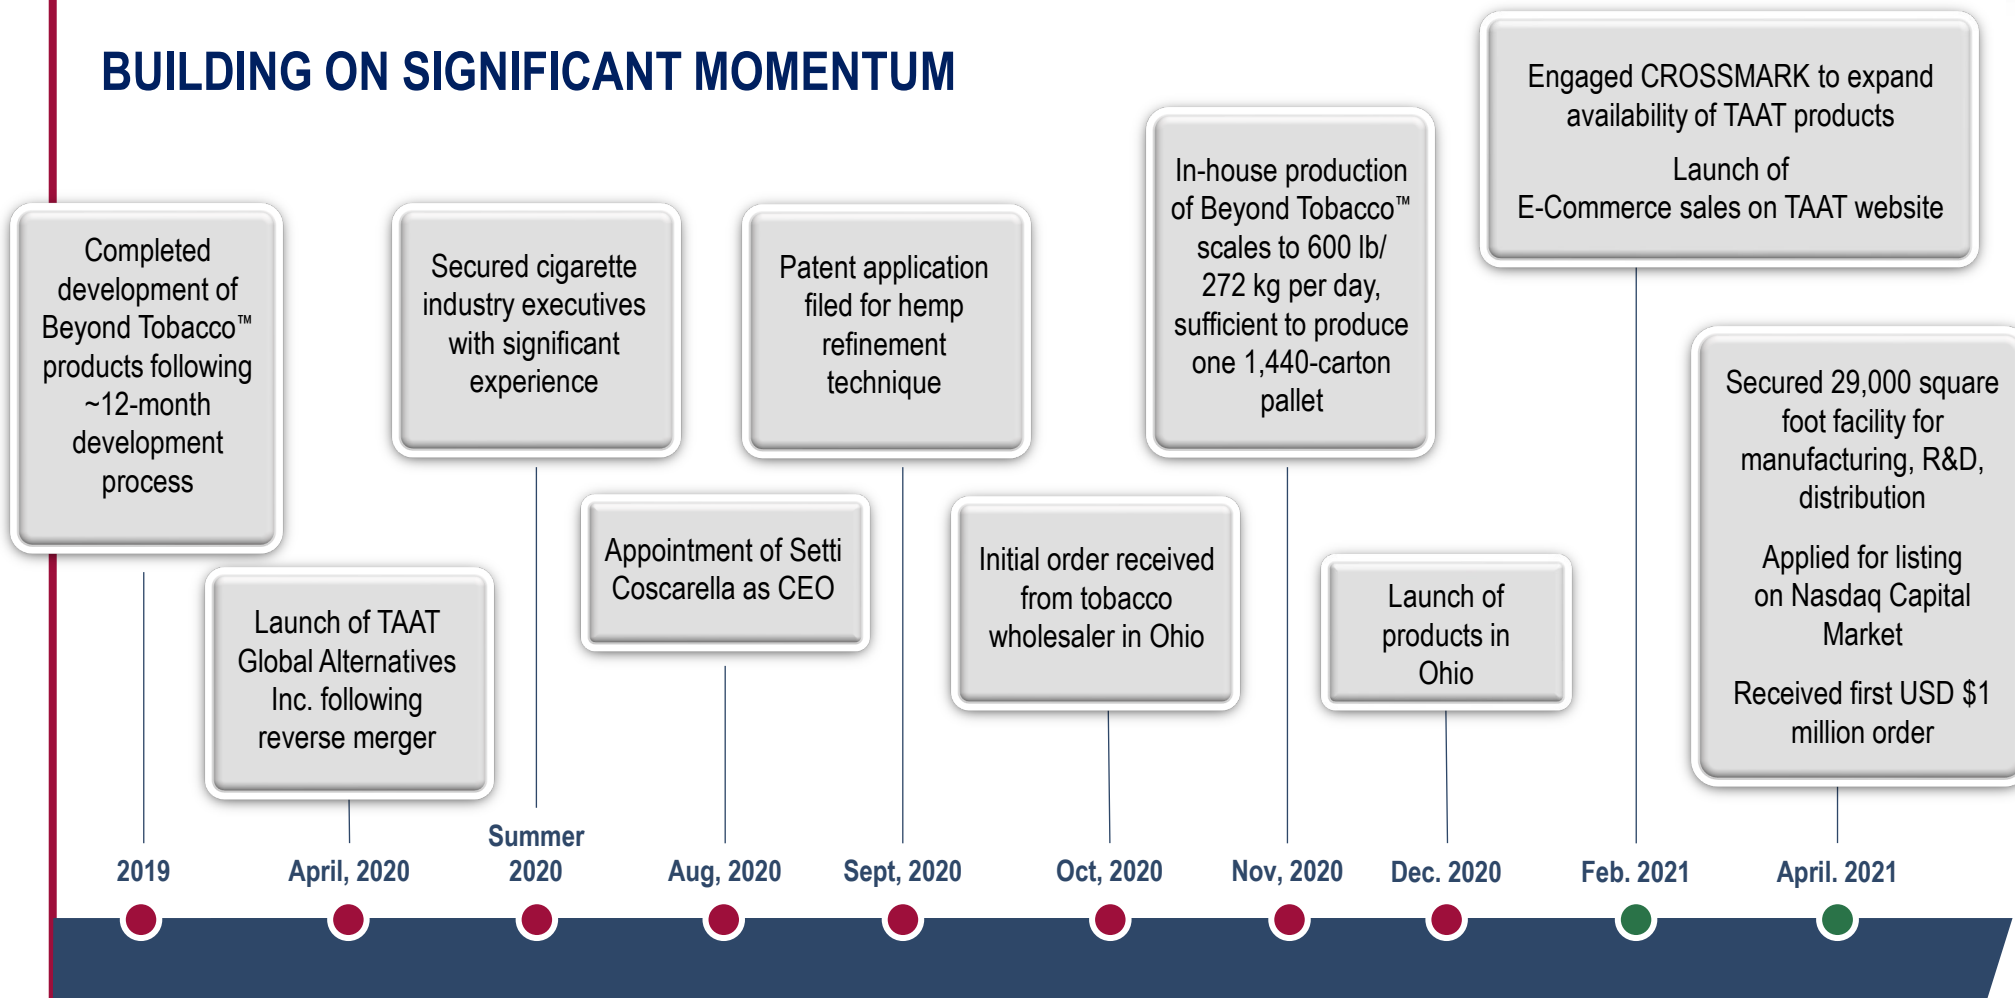 BUILDING ON SIGNIFICANT MOMENTUM
Completed
development of
Beyond Tobacco™
products following
~12-month
development
process
Launch of TAAT
Global Alternatives
Inc. following
reverse merger
Secured cigarette
industry executives
with significant
experience
Appointment of Setti
Coscarella as CEO
Patent application
filed for hemp
refinement
technique
Initial order received
from tobacco
wholesaler in Ohio
In-house production
of Beyond Tobacco™
scales to 600 lb/
272 kg per day,
sufficient to produce
one 1,440-carton
pallet
Launch of
products in
Ohio
Engaged CROSSMARK to expand
availability of TAAT products
Launch of
E-Commerce sales on TAAT website
Secured 29,000 square
foot facility for
manufacturing, R&D,
distribution
Applied for listing
on Nasdaq Capital
Market
Received first USD $1
million order
2019
April, 2020
Summer
2020
Aug, 2020
Sept, 2020
Oct, 2020
Nov, 2020
Dec. 2020
Feb. 2021
April. 2021